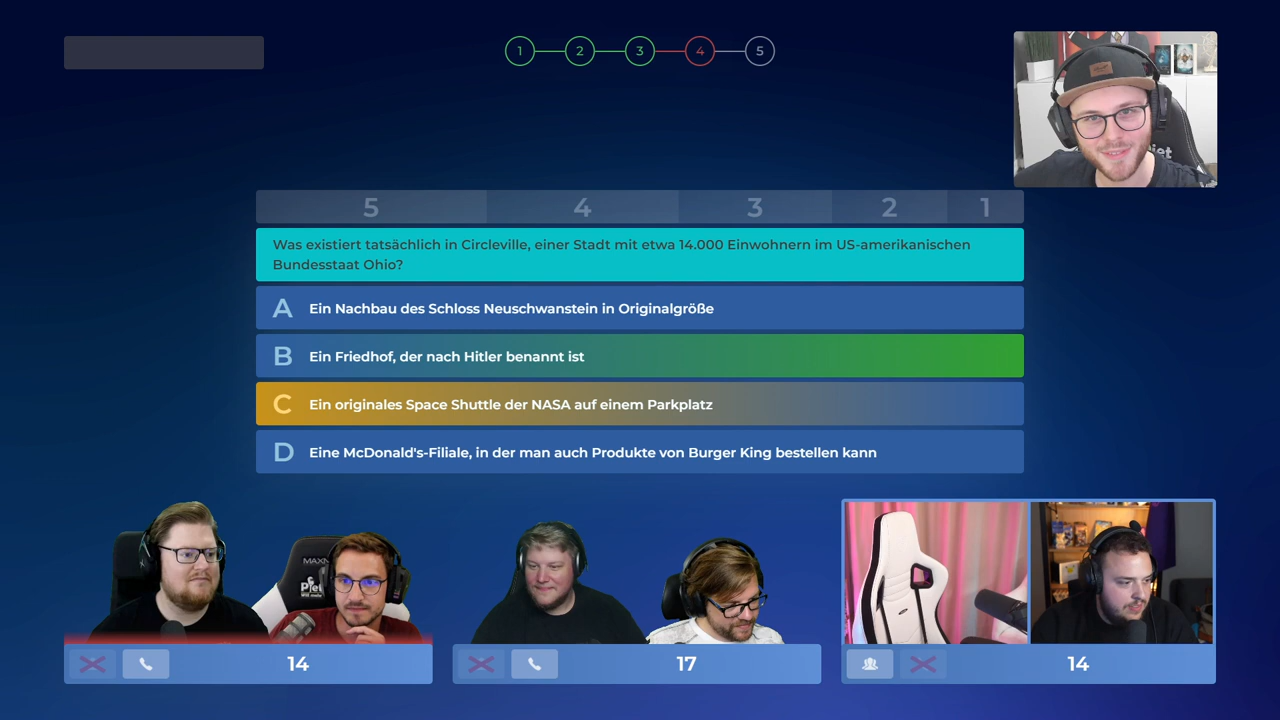 1 2 3 4 5
5 4 3 2 1
Was existiert tatsächlich in Circleville, einer Stadt mit etwa 14.000 Einwohnern im US-amerikanischen
Bundesstaat Ohio?
A Ein Nachbau des Schloss Neuschwanstein in Originalgröße
B Ein Friedhof, der nach Hitler benannt ist
C Ein originales Space Shuttle der NASA auf einem Parkplatz
D Eine McDonald's-Filiale, in der man auch Produkte von Burger King bestellen kann
14
17
14